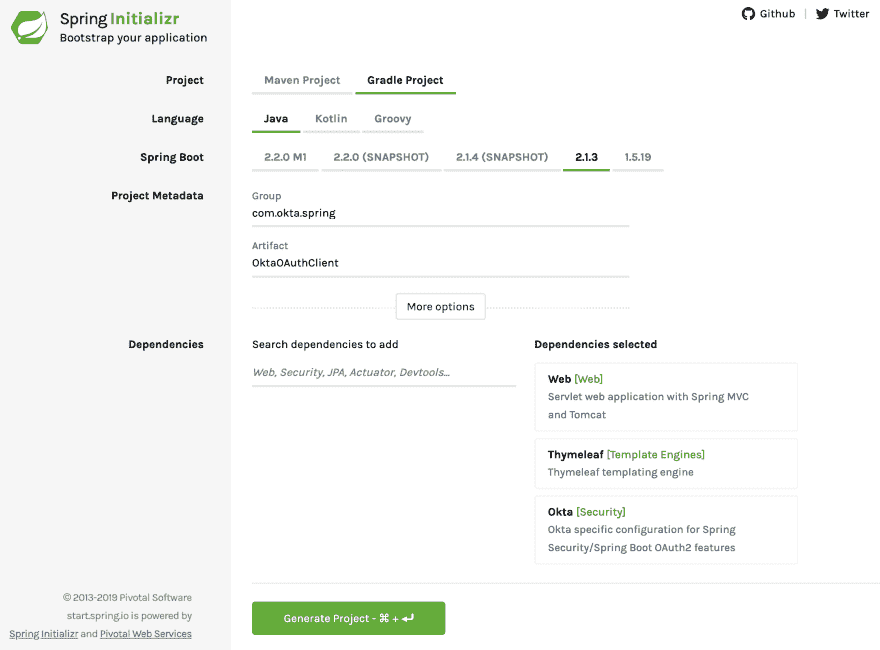 Spring Initializr
Bootstrap your application
Github | Twitter
Project
Maven Project Gradle Project
Language
Java Kotlin Groovy
Spring Boot
2.2.0 M1 2.2.0 (SNAPSHOT) 2.1.4 (SNAPSHOT) 2.1.3 1.5.19
Project Metadata
Group
com.okta.spring
Artifact
OktaOAuthClient
More options
Dependencies
Search dependencies to add
Web, Security, JPA, Actuator, Devtools...
Dependencies selected
Web [Web]
Servlet web application with Spring MVC
and Tomcat
Thymeleaf [Template Engines]
Thymeleaf templating engine
Okta [Security]
Okta specific configuration for Spring
Security/Spring Boot OAuth2 features
© 2013-2019 Pivotal Software
start.spring.io is powered by
Spring Initializr and Pivotal Web Services
Generate Project - ⌘ + ↵